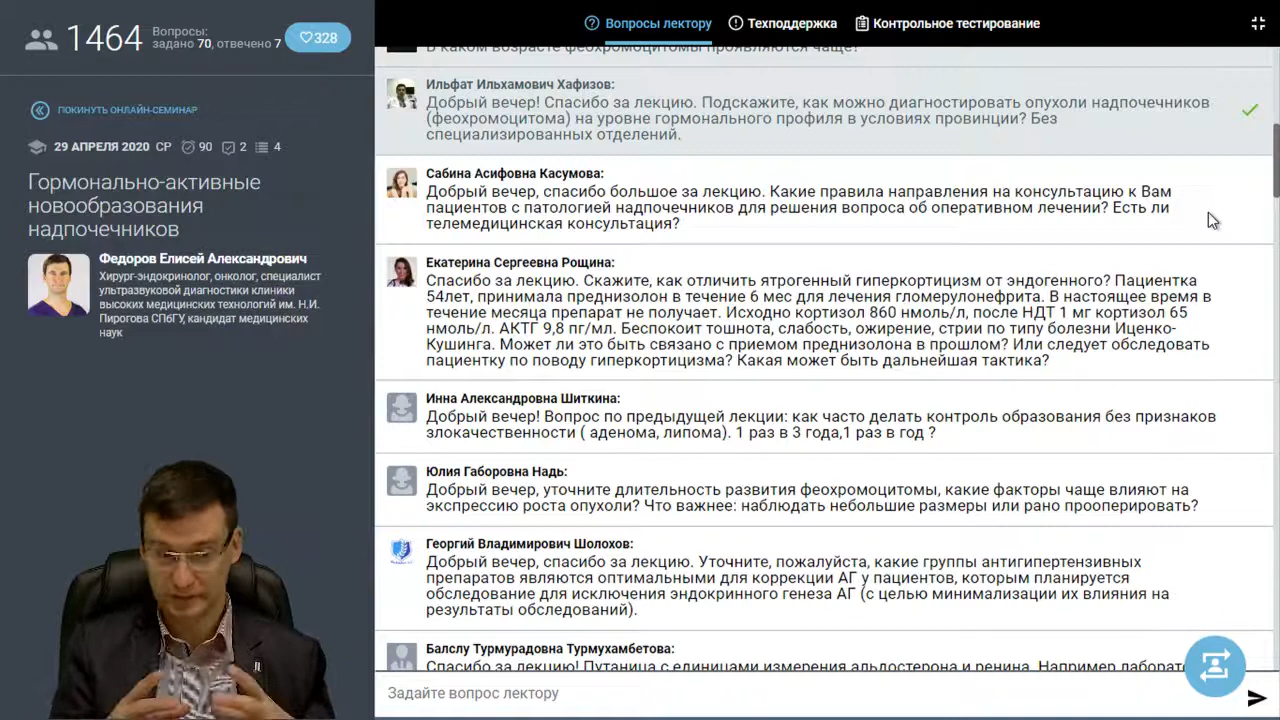 1464
Вопросы:
задано 70, отвечено 7
328
Вопросы лектору
Техподдержка
Контрольное тестирование
ПОКИНУТЬ ОНЛАЙН-СЕМИНАР
29 АПРЕЛЯ 2020 СР 90 2 4
Гормонально-активные
новообразования
надпочечников
Федоров Елисей Александрович
Хирург-эндокринолог, онколог, специалист
ультразвуковой диагностики клиники
высоких медицинских технологий им. Н.И.
Пирогова СПбГУ, кандидат медицинских
наук
В каком возрасте феохромоцитомы проявляются чаще?
Ильфат Ильхамович Хафизов:
Добрый вечер! Спасибо за лекцию. Подскажите, как можно диагностировать опухоли надпочечников
(феохромоцитома) на уровне гормонального профиля в условиях провинции? Без
специализированных отделений.
Сабина Асифовна Касумова:
Добрый вечер, спасибо большое за лекцию. Какие правила направления на консультацию к Вам
пациентов с патологией надпочечников для решения вопроса об оперативном лечении? Есть ли
телемедицинская консультация?
Екатерина Сергеевна Рощина:
Спасибо за лекцию. Скажите, как отличить ятрогенный гиперкортицизм от эндогенного? Пациентка
54лет, принимала преднизолон в течение 6 мес для лечения гломерулонефрита. В настоящее время в
течение месяца препарат не получает. Исходно кортизол 860 нмоль/л, после НДТ 1 мг кортизол 65
нмоль/л. АКТГ 9,8 пг/мл. Беспокоит тошнота, слабость, ожирение, стрии по типу болезни Иценко-
Кушинга. Может ли это быть связано с приемом преднизолона в прошлом? Или следует обследовать
пациентку по поводу гиперкортицизма? Какая может быть дальнейшая тактика?
Инна Александровна Шиткина:
Добрый вечер! Вопрос по предыдущей лекции: как часто делать контроль образования без признаков
злокачественности ( аденома, липома). 1 раз в 3 года,1 раз в год ?
Юлия Габоровна Надь:
Добрый вечер, уточните длительность развития феохромоцитомы, какие факторы чаще влияют на
экспрессию роста опухоли? Что важнее: наблюдать небольшие размеры или рано прооперировать?
Георгий Владимирович Шолохов:
Добрый вечер, спасибо за лекцию. Уточните, пожалуйста, какие группы антигипертензивных
препаратов являются оптимальными для коррекции АГ у пациентов, которым планируется
обследование для исключения эндокринного генеза АГ (с целью минимализации их влияния на
результаты обследований).
Балслу Турмурадовна Турмухамбетова:
Спасибо за лекцию! Путаница с единицами измерения альдостерона и ренина. Например лаборат
Задайте вопрос лектору